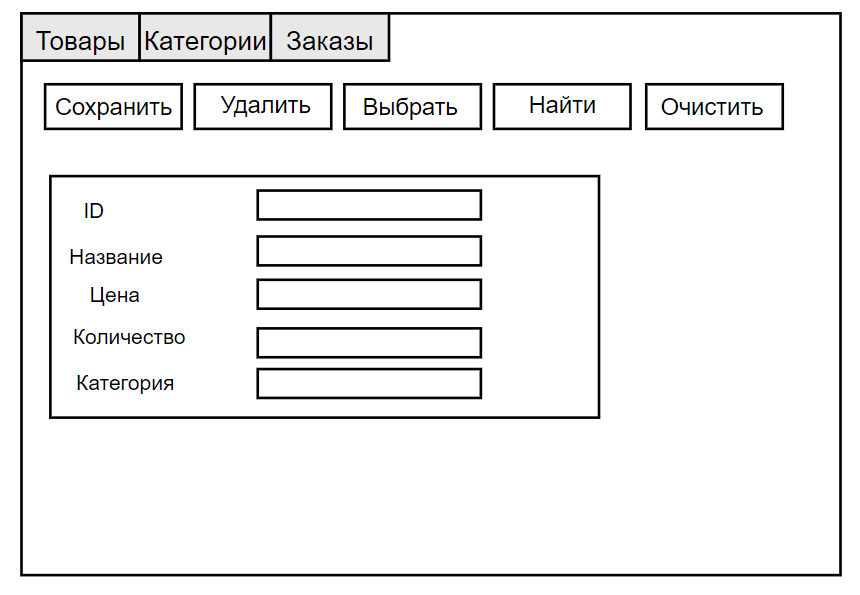 Товары Категории Заказы
Сохранить Удалить Выбрать Найти Очистить
ID
Название
Цена
Количество
Категория